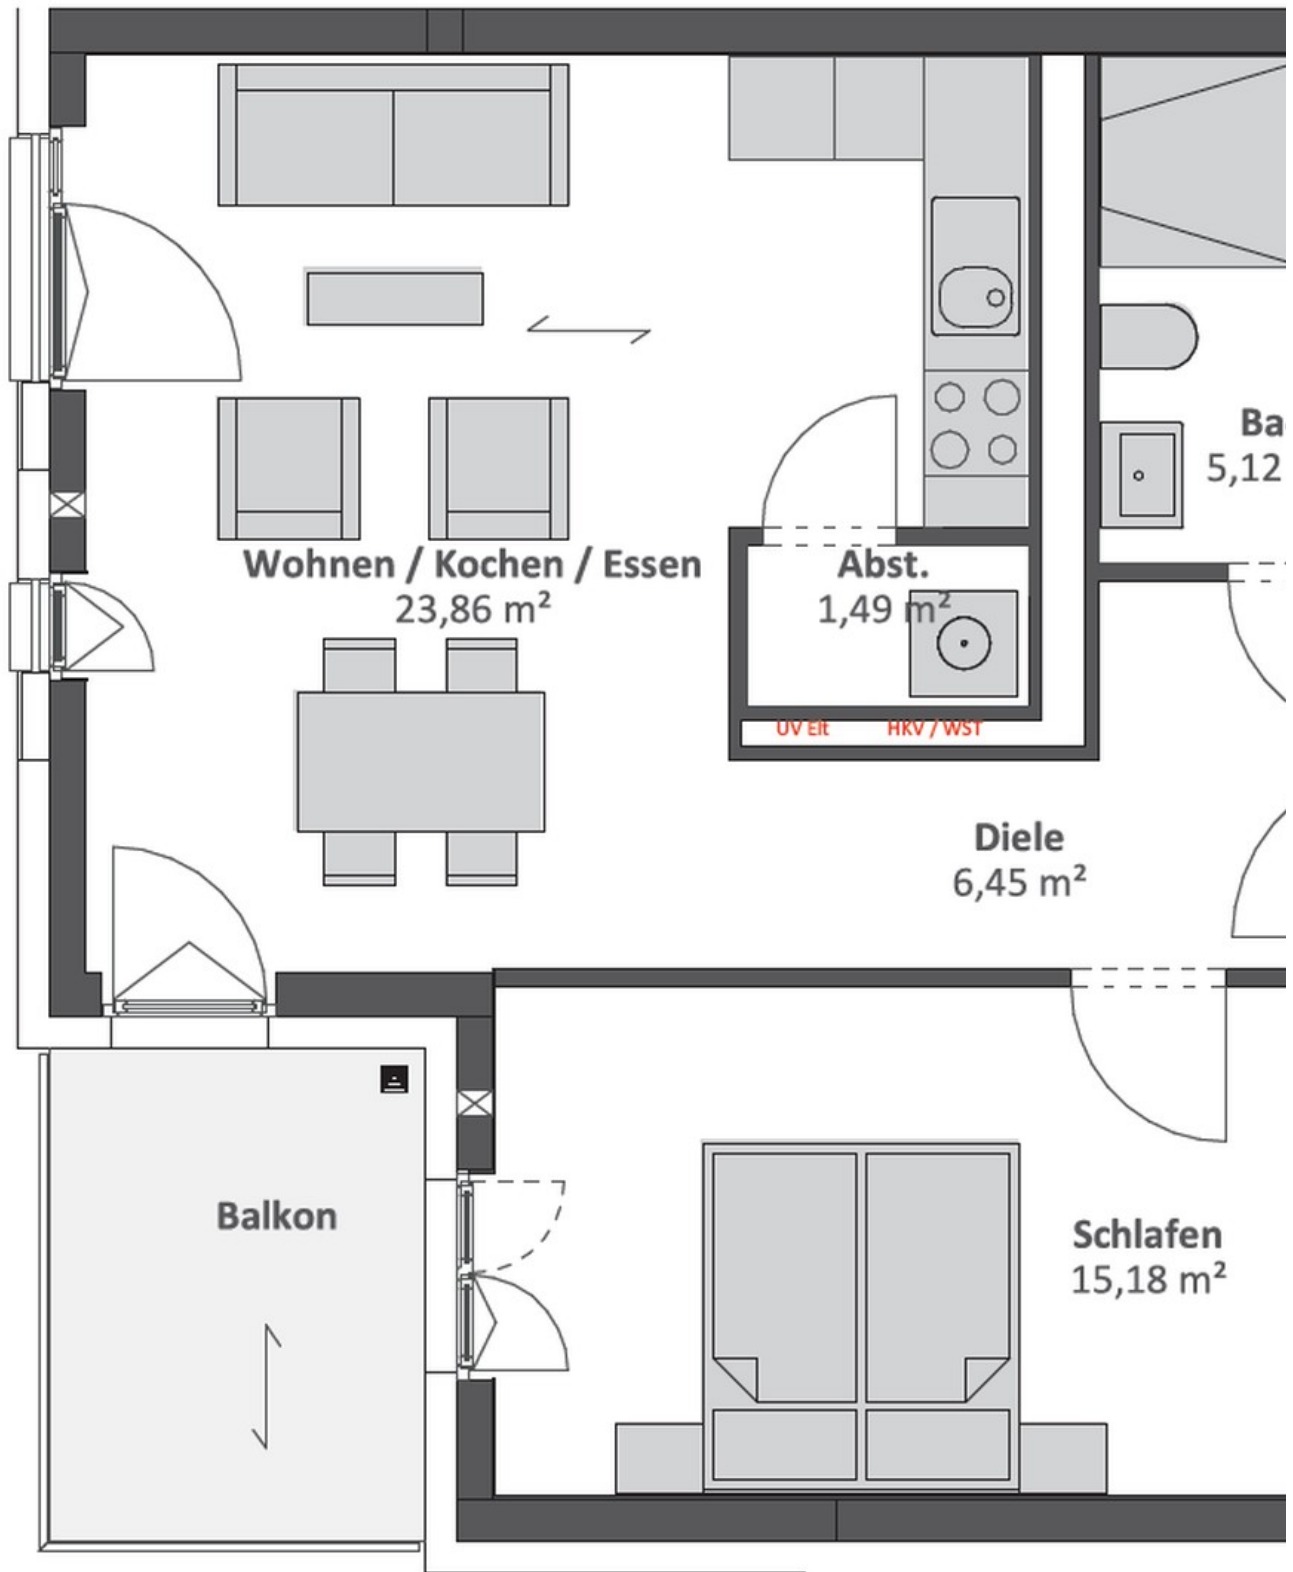 Ba
5,12
Wohnen / Kochen / Essen
23,86 m²
Abst.
1,49 m²
UV Elt HKV / WST
Diele
6,45 m²
Balkon
Schlafen
15,18 m²